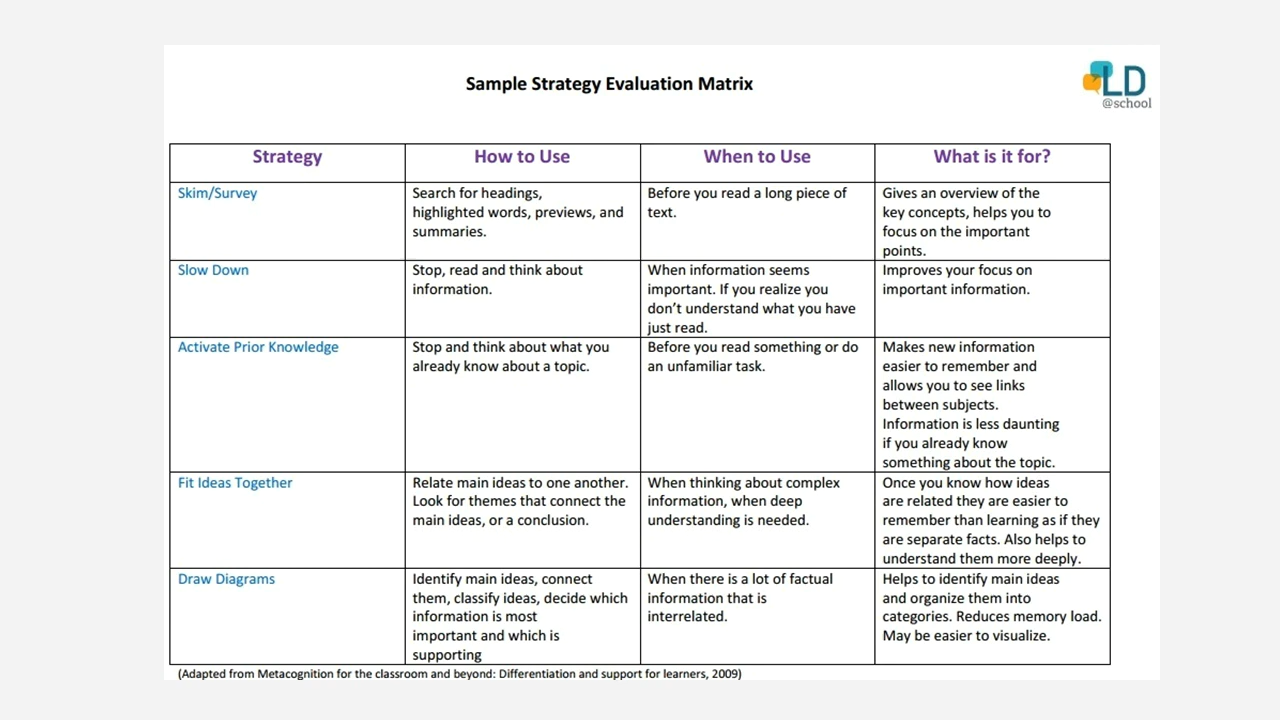 Sample Strategy Evaluation Matrix
LD
@school
Strategy
How to Use
When to Use
What is it for?
Skim/Survey
Search for headings,
highlighted words, previews, and
summaries.
Before you read a long piece of
text.
Gives an overview of the
key concepts, helps you to
focus on the important
points.
Slow Down
Stop, read and think about
information.
When information seems
important. If you realize you
don’t understand what you have
just read.
Improves your focus on
important information.
Activate Prior Knowledge
Stop and think about what you
already know about a topic.
Before you read something or do
an unfamiliar task.
Makes new information
easier to remember and
allows you to see links
between subjects.
Information is less daunting
if you already know
something about the topic.
Fit Ideas Together
Relate main ideas to one another.
Look for themes that connect the
main ideas, or a conclusion.
When thinking about complex
information, when deep
understanding is needed.
Once you know how ideas
are related they are easier to
remember than learning as if they
are separate facts. Also helps to
understand them more deeply.
Draw Diagrams
Identify main ideas, connect
them, classify ideas, decide which
information is most
important and which is
supporting
When there is a lot of factual
information that is
interrelated.
Helps to identify main ideas
and organize them into
categories. Reduces memory load.
May be easier to visualize.
(Adapted from Metacognition for the classroom and beyond: Differentiation and support for learners, 2009)